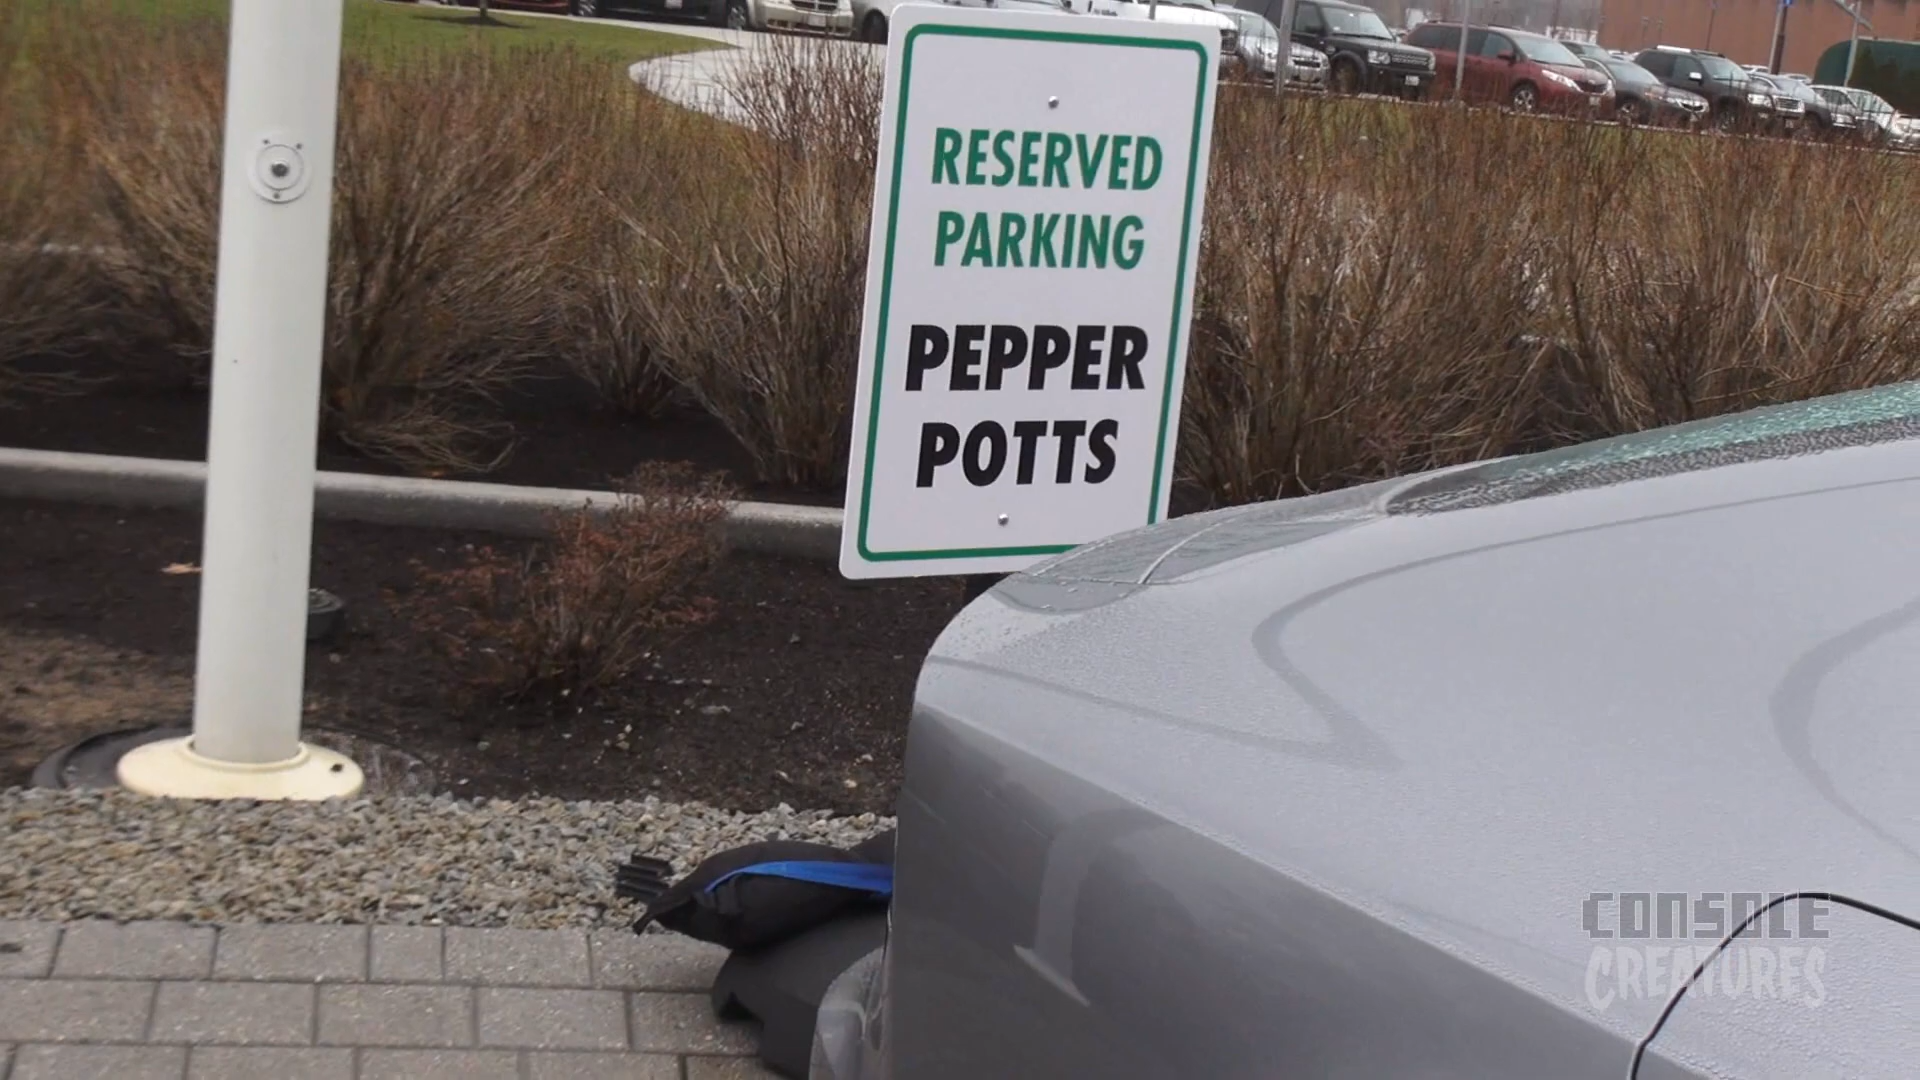 RESERVED
PARKING
PEPPER
POTTS
CONSOLE
CREATURES